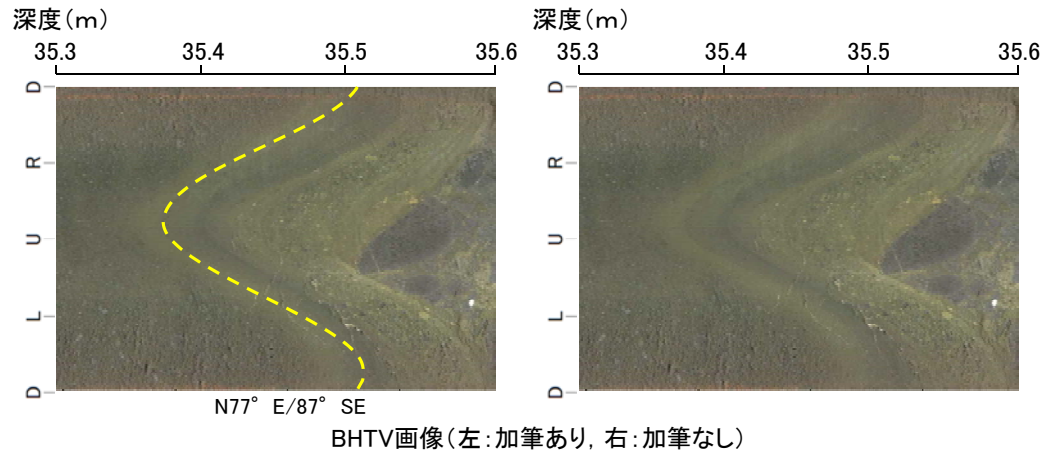 深度(m) 深度(m)
35.3 35.4 35.5 35.6 35.3 35.4 35.5 35.6
D D
R R
U U
L L
D D
N77° E/87° SE
BHTV画像(左:加筆あり, 右:加筆なし)